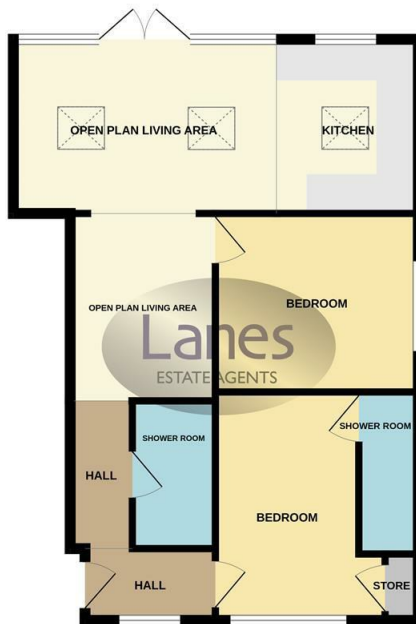 OPEN PLAN LIVING AREA
KITCHEN
OPEN PLAN LIVING AREA
BEDROOM
Lanes
ESTATE AGENTS
SHOWER ROOM
SHOWER ROOM
HALL
BEDROOM
HALL
STORE